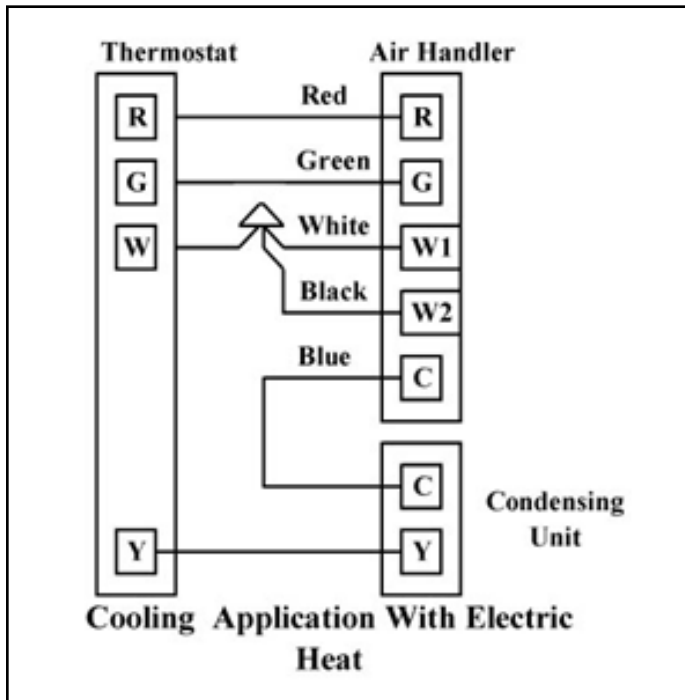 Thermostat Air Handler
R Red R
G Green G
W White W1
Black W2
Blue C
C Condensing
Unit
Y Y
Cooling Application With Electric
Heat